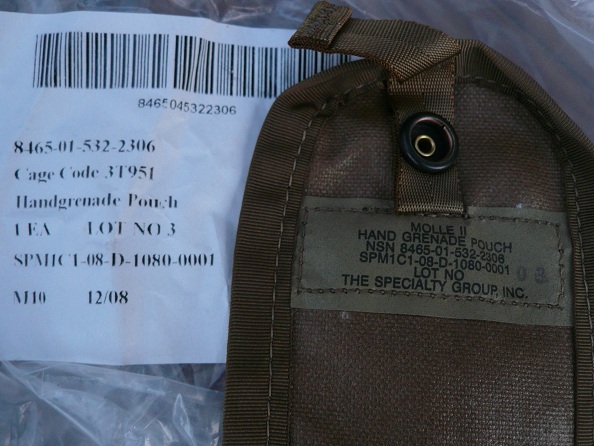 8465045322306
8465-01-532-2306
Cage Code 3T951
Handgrenade Pouch
1 EA LOT NO 3
SPM1C1-08-D-1080-0001
M10 12/08
MOLLE II
HAND GRENADE POUCH
NSN 8465-01-532-2306
SPM1C1-08-D-1080-0001
LOT NO 03
THE SPECIALTY GROUP, INC.